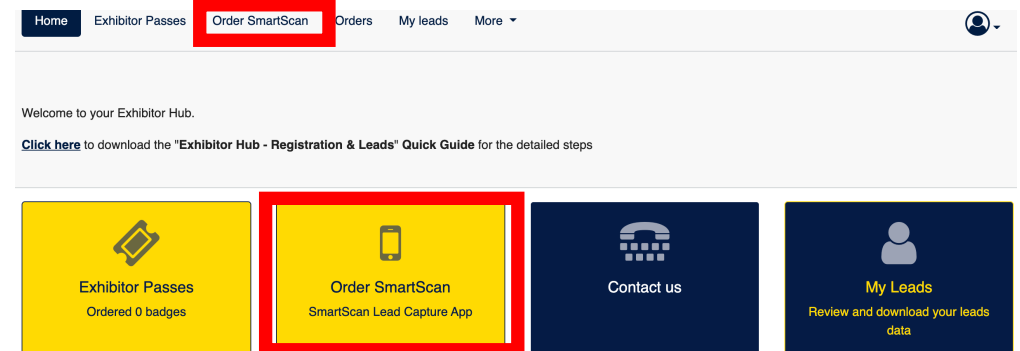 Home Exhibitor Passes Order SmartScan Orders My leads More
Welcome to your Exhibitor Hub.
Click here to download the "Exhibitor Hub - Registration & Leads" Quick Guide for the detailed steps
Exhibitor Passes
Ordered 0 badges
Order SmartScan
SmartScan Lead Capture App
Contact us
My Leads
Review and download your leads
data